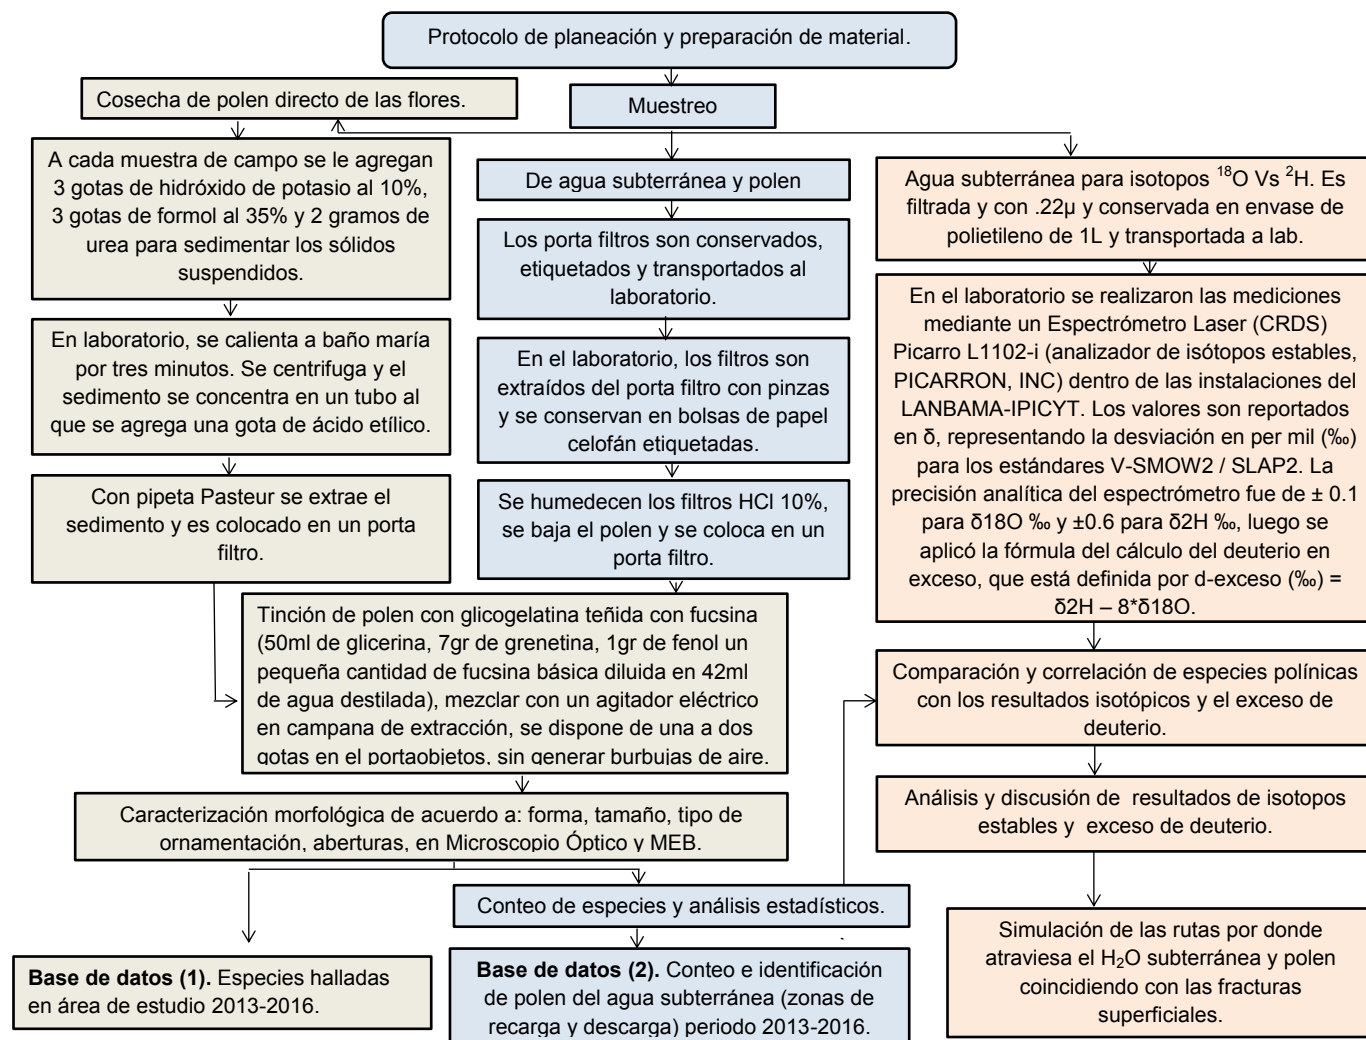 Protocolo de planeación y preparación de material.
Muestreo
Cosecha de polen directo de las flores.
A cada muestra de campo se le agregan
3 gotas de hidróxido de potasio al 10%,
3 gotas de formol al 35% y 2 gramos de
urea para sedimentar los sólidos
suspendidos.
En laboratorio, se calienta a baño maría
por tres minutos. Se centrifuga y el
sedimento se concentra en un tubo al
que se agrega una gota de ácido etílico.
Con pipeta Pasteur se extrae el
sedimento y es colocado en un porta
filtro.
De agua subterránea y polen
Los porta filtros son conservados,
etiquetados y transportados al
laboratorio.
En el laboratorio, los filtros son
extraídos del porta filtro con pinzas
y se conservan en bolsas de papel
celofán etiquetadas.
Se humedecen los filtros HCl 10%,
se baja el polen y se coloca en un
porta filtro.
Tinción de polen con glicogelatina teñida con fucsina
(50ml de glicerina, 7gr de grenetina, 1gr de fenol un
pequeña cantidad de fucsina básica diluida en 42ml
de agua destilada), mezclar con un agitador eléctrico
en campana de extracción, se dispone de una a dos
gotas en el portaobjetos, sin generar burbujas de aire.
Caracterización morfológica de acuerdo a: forma, tamaño, tipo de
ornamentación, aberturas, en Microscopio Óptico y MEB.
Conteo de especies y análisis estadísticos.
Base de datos (1). Especies halladas
en área de estudio 2013-2016.
Base de datos (2). Conteo e identificación
de polen del agua subterránea (zonas de
recarga y descarga) periodo 2013-2016.
Agua subterránea para isotopos ¹⁸O Vs ²H. Es
filtrada y con .22µ y conservada en envase de
polietileno de 1L y transportada a lab.
En el laboratorio se realizaron las mediciones
mediante un Espectrómetro Laser (CRDS)
Picarro L1102-i (analizador de isótopos estables,
PICARRON, INC) dentro de las instalaciones del
LANBAMA-IPICYT. Los valores son reportados
en δ, representando la desviación en per mil (‰)
para los estándares V-SMOW2 / SLAP2. La
precisión analítica del espectrómetro fue de ± 0.1
para δ18O ‰ y ±0.6 para δ2H ‰, luego se
aplicó la fórmula del cálculo del deuterio en
exceso, que está definida por d-exceso (‰) =
δ2H – 8*δ18O.
Comparación y correlación de especies polínicas
con los resultados isotópicos y el exceso de
deuterio.
Análisis y discusión de resultados de isotopos
estables y exceso de deuterio.
Simulación de las rutas por donde
atraviesa el H₂O subterránea y polen
coincidiendo con las fracturas
superficiales.